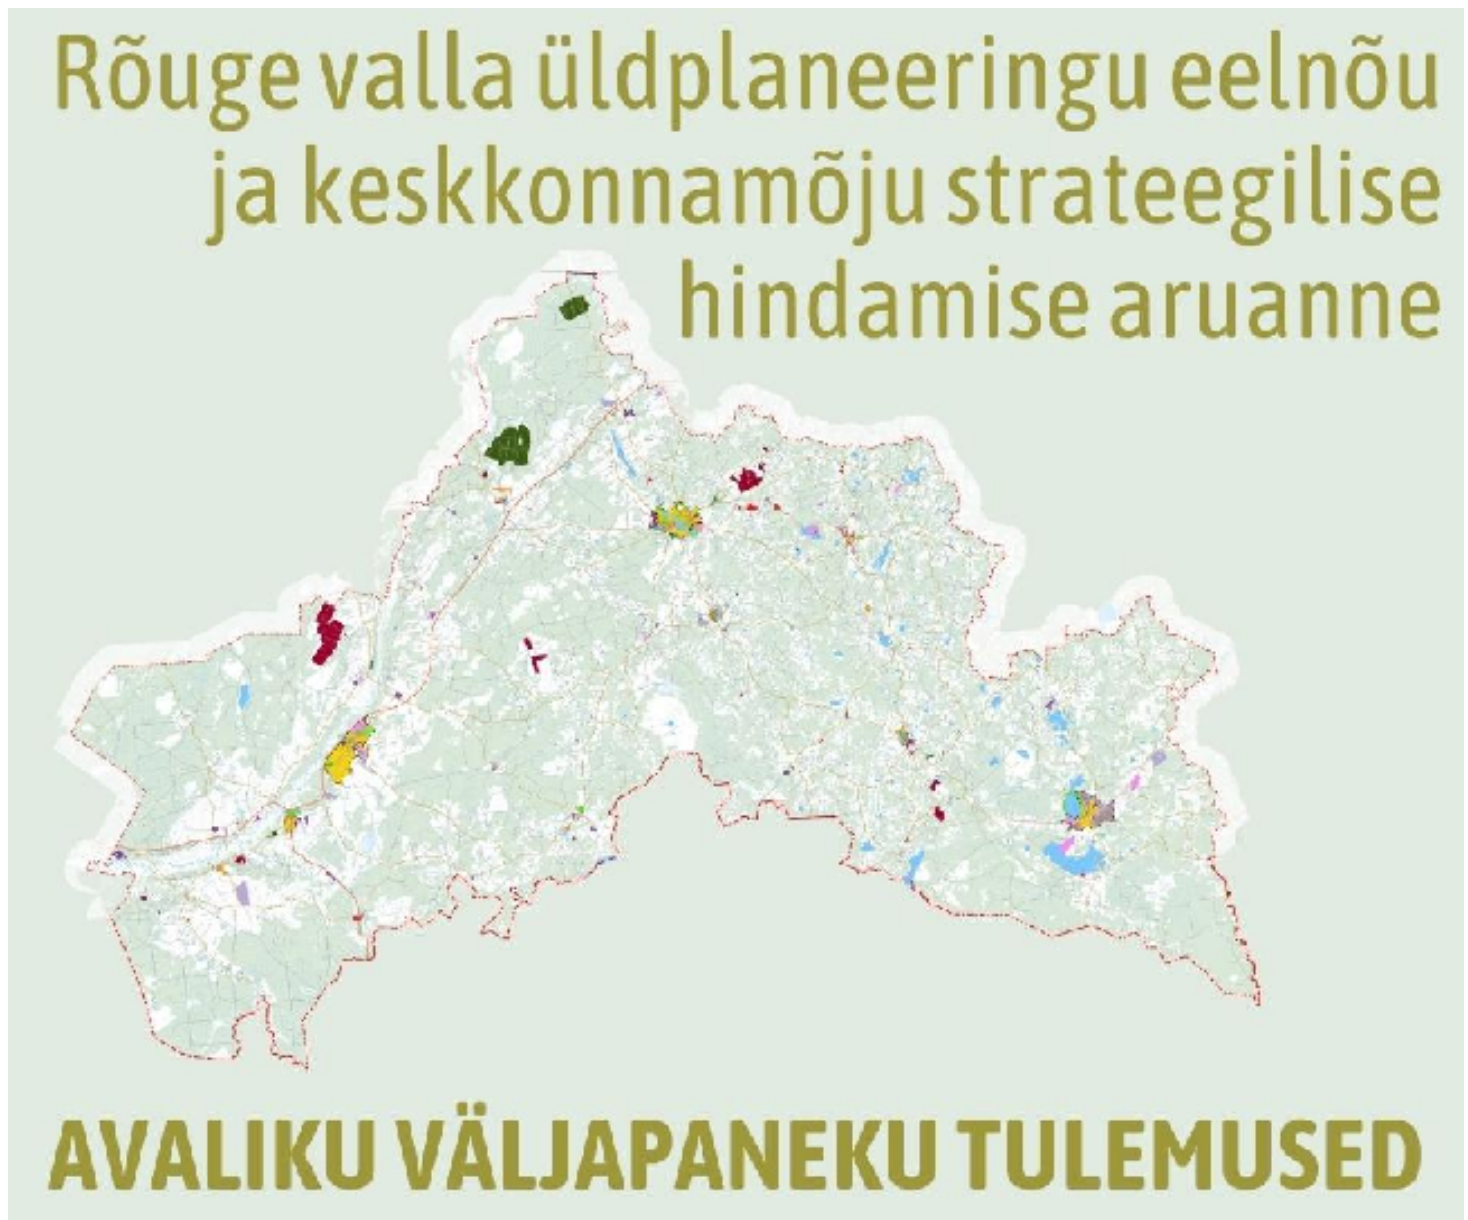 Rõuge valla üldplaneeringu eelnõu
ja keskkonnamõju strateegilise
hindamise aruanne
AVALIKU VÄLJAPANEKU TULEMUSED